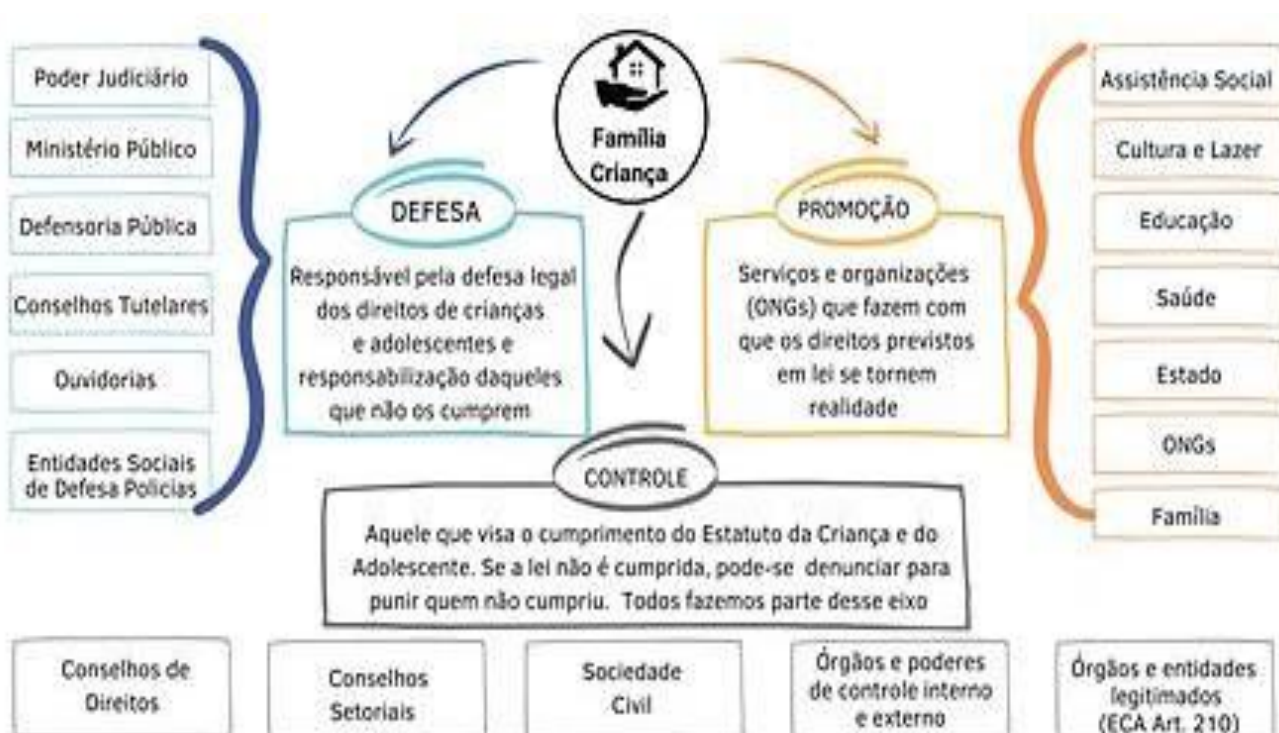 Família
Criança
Poder Judiciário
Ministério Público
Defensoria Pública
Conselhos Tutelares
Ouvidorias
Entidades Sociais
de Defesa Policias
DEFESA
Responsável pela defesa legal
dos direitos de crianças
e adolescentes e
responsabilização daqueles
que não os cumprem
PROMOÇÃO
Serviços e organizações
(ONGs) que fazem com
que os direitos previstos
em lei se tornem
realidade
Assistência Social
Cultura e Lazer
Educação
Saúde
Estado
ONGs
Família
CONTROLE
Aquele que visa o cumprimento do Estatuto da Criança e do
Adolescente. Se a lei não é cumprida, pode-se denunciar para
punir quem não cumpriu. Todos fazemos parte desse eixo
Conselhos de
Direitos
Conselhos
Setoriais
Sociedade
Civil
Órgãos e poderes
de controle interno
e externo
Órgãos e entidades
legitimados
(ECA Art. 210)